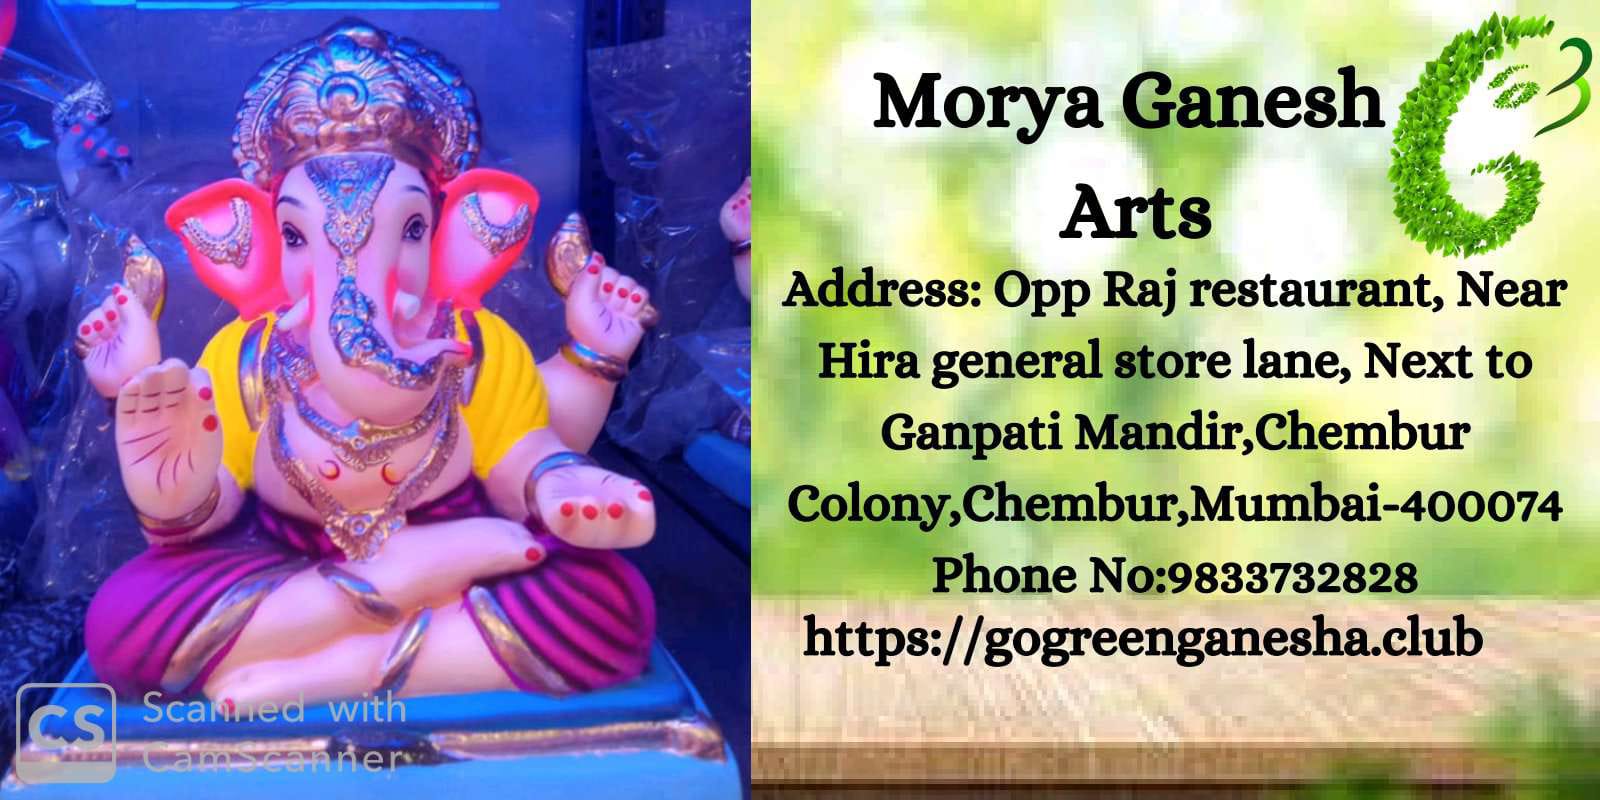 Morya Ganesh
Arts
Address: Opp Raj restaurant, Near
Hira general store lane, Next to
Ganpati Mandir,Chembur
Colony,Chembur,Mumbai-400074
Phone No:9833732828
https://gogreenganesha.club
CS
Scanned with
CamScanner